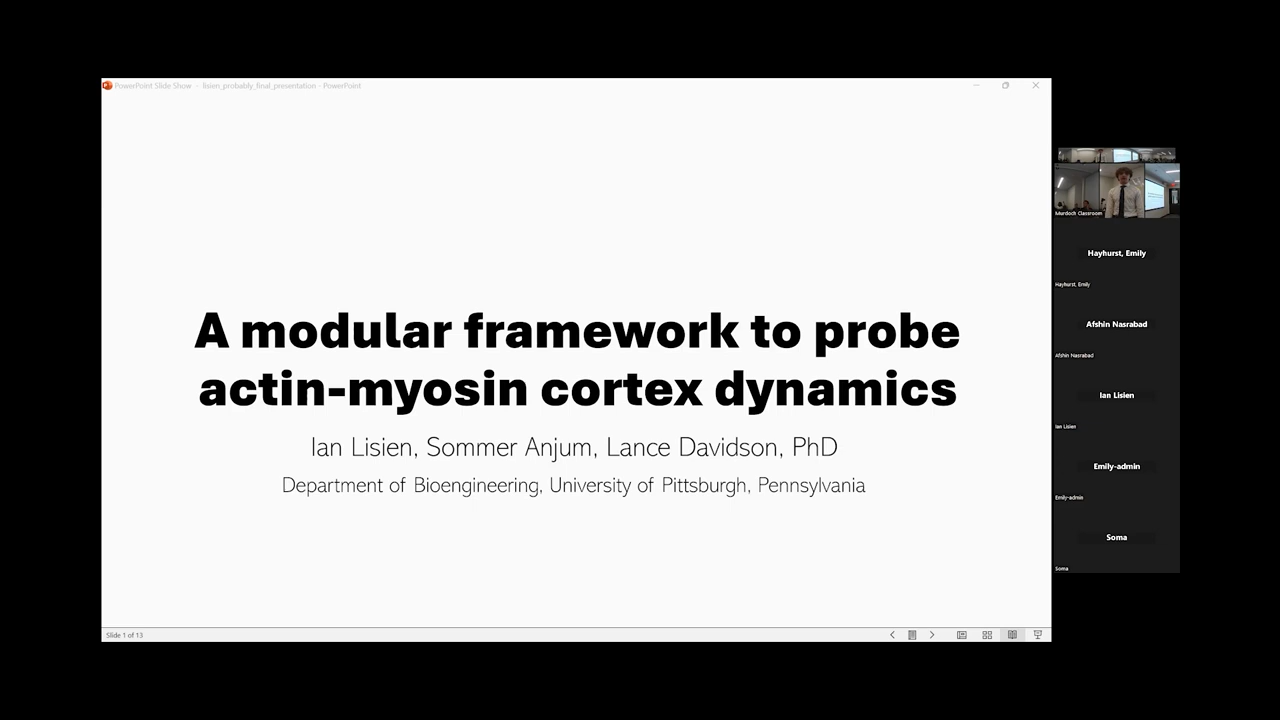 PowerPoint Slide Show - lisien_probably_final_presentation - PowerPoint
A modular framework to probe
actin-myosin cortex dynamics
Ian Lisien, Sommer Anjum, Lance Davidson, PhD
Department of Bioengineering, University of Pittsburgh, Pennsylvania
Slide 1 of 13
Murdoch Classroom
Hayhurst, Emily
Hayhurst, Emily
Afshin Nasrabad
Afshin Nasrabad
Ian Lisien
Ian Lisien
Emily-admin
Emily-admin
Soma
Soma